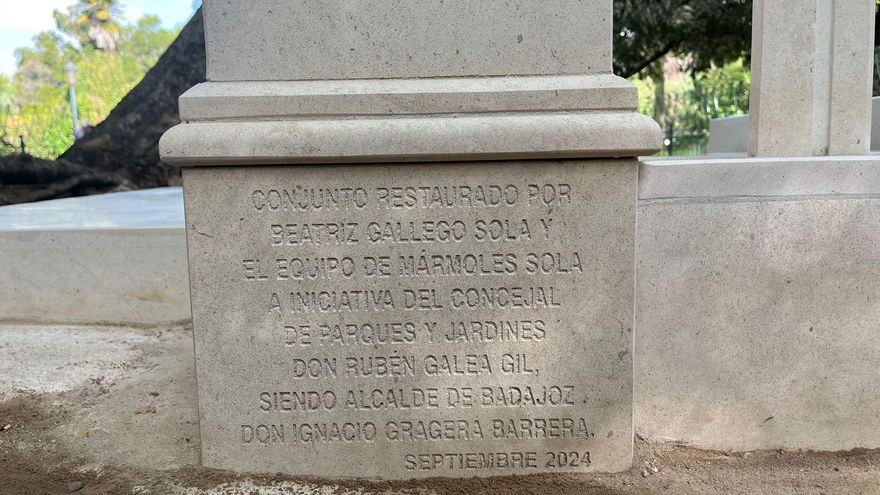 CONJUNTO RESTAURADO POR
BEATRIZ GALLEGO SOLA Y
EL EQUIPO DE MÁRMOLES SOLA
A INICIATIVA DEL CONCEJAL
DE PARQUES Y JARDINES
DON RUBÉN GALEA GIL,
SIENDO ALCALDE DE BADAJOZ
DON IGNACIO GRAGERA BARRERA.
SEPTIEMBRE 2024